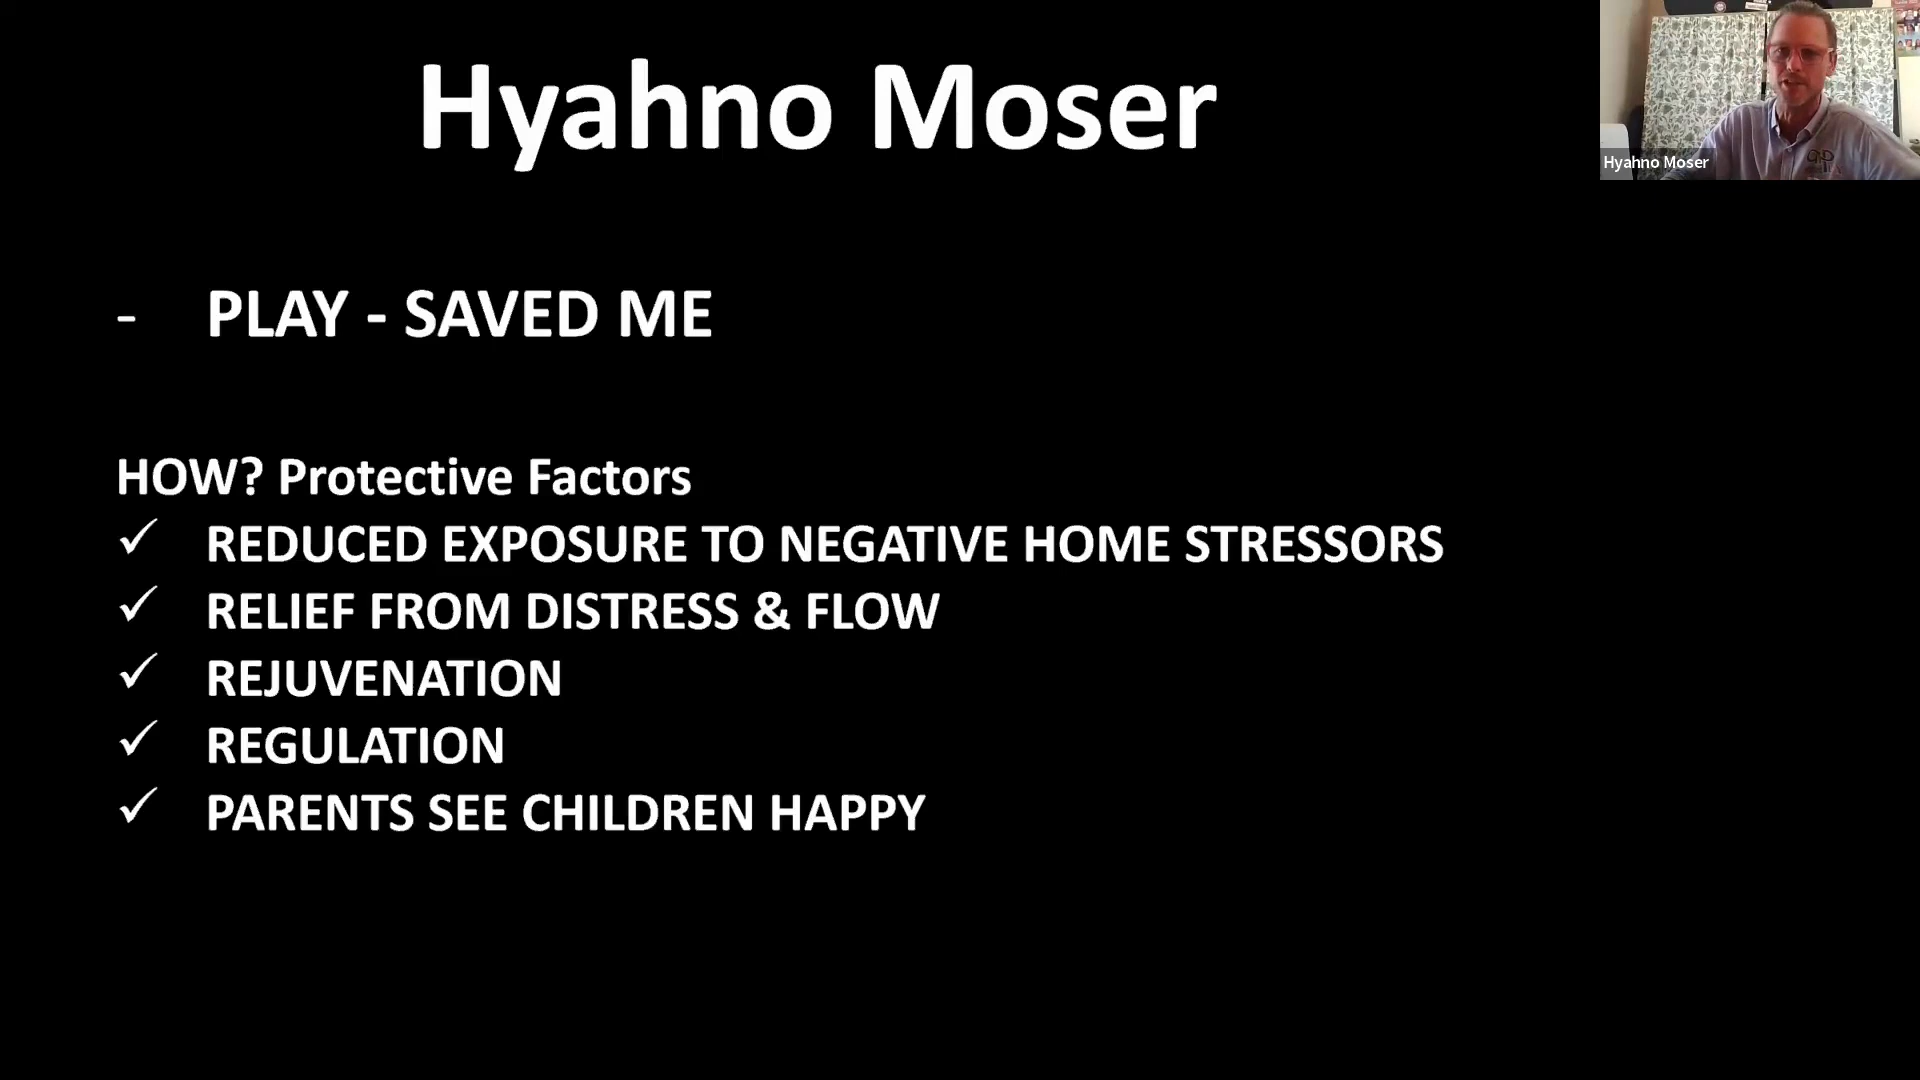 Hyahno Moser
Hyahno Moser
- PLAY - SAVED ME
HOW? Protective Factors
✓ REDUCED EXPOSURE TO NEGATIVE HOME STRESSORS
✓ RELIEF FROM DISTRESS & FLOW
✓ REJUVENATION
✓ REGULATION
✓ PARENTS SEE CHILDREN HAPPY